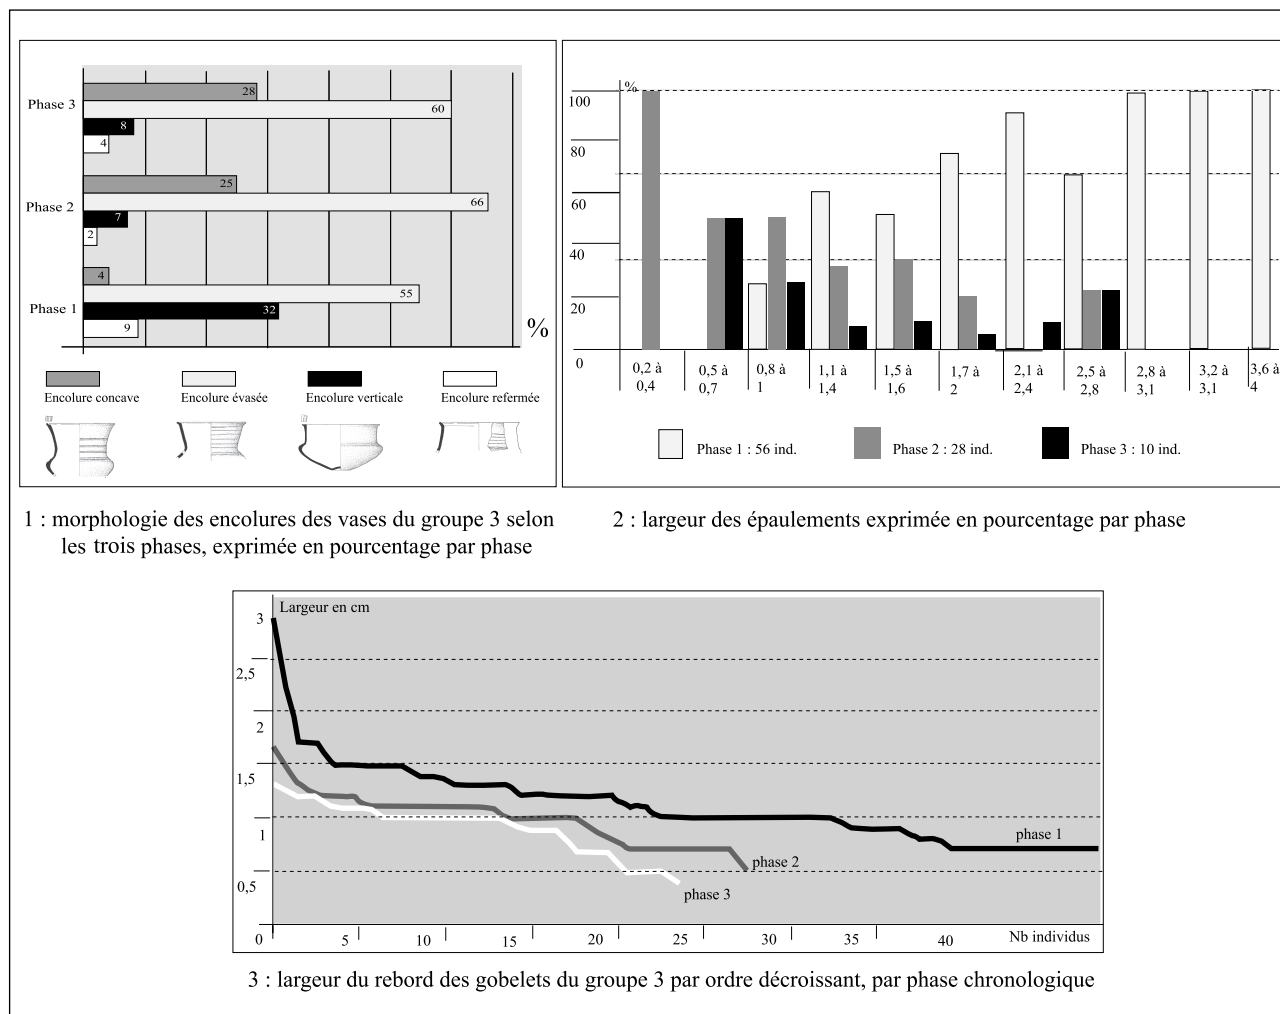 Phase 3
28
60
8
4
Phase 2
25
66
7
2
Phase 1
4
55
32
9
%
Encolure concave
Encolure évasée
Encolure verticale
Encolure refermée
%
100
80
60
40
20
0
0,2 à 0,4
0,5 à 0,7
0,8 à 1
1,1 à 1,4
1,5 à 1,6
1,7 à 2
2,1 à 2,4
2,5 à 2,8
2,8 à 3,1
3,2 à 3,1
3,6 à 4
Phase 1 : 56 ind.
Phase 2 : 28 ind.
Phase 3 : 10 ind.
1 : morphologie des encolures des vases du groupe 3 selon
les trois phases, exprimée en pourcentage par phase
2 : largeur des épaulements exprimée en pourcentage par phase
Largeur en cm
3
2,5
2
1,5
1
0,5
phase 1
phase 2
phase 3
0
5
10
15
20
25
30
35
40
Nb individus
3 : largeur du rebord des gobelets du groupe 3 par ordre décroissant, par phase chronologique